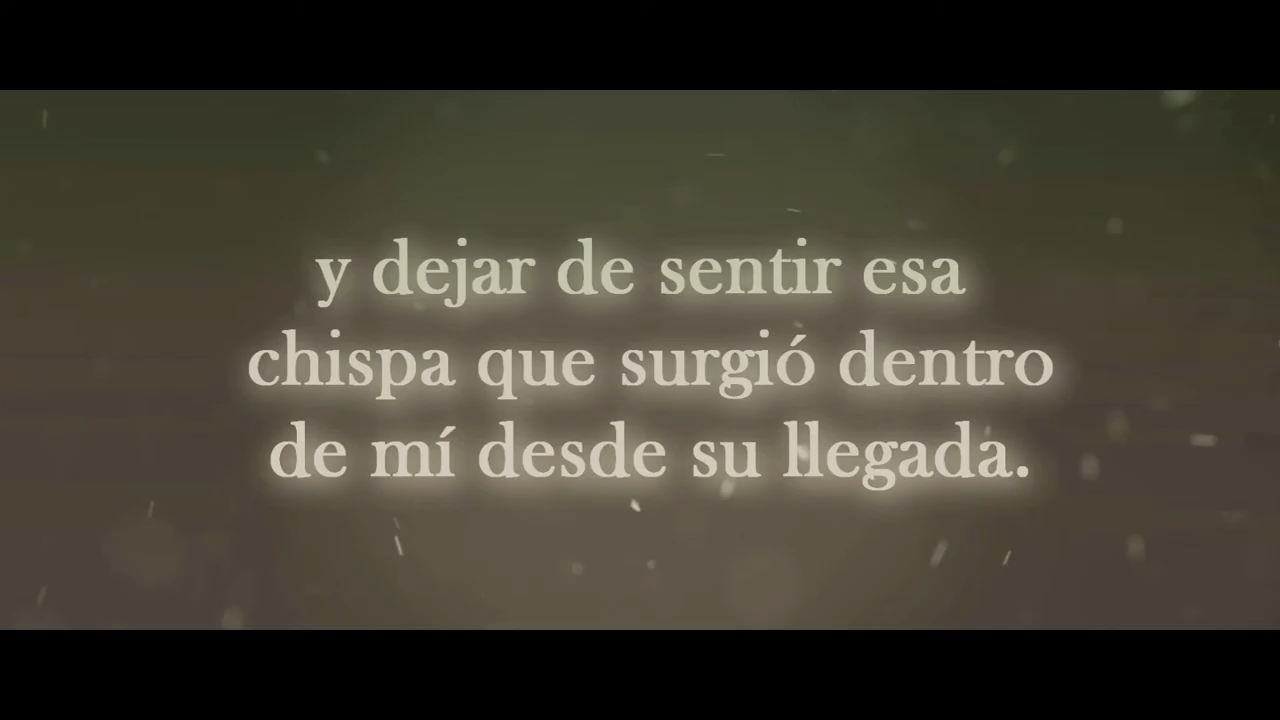 y dejar de sentir esa
chispa que surgió dentro
de mí desde su llegada.